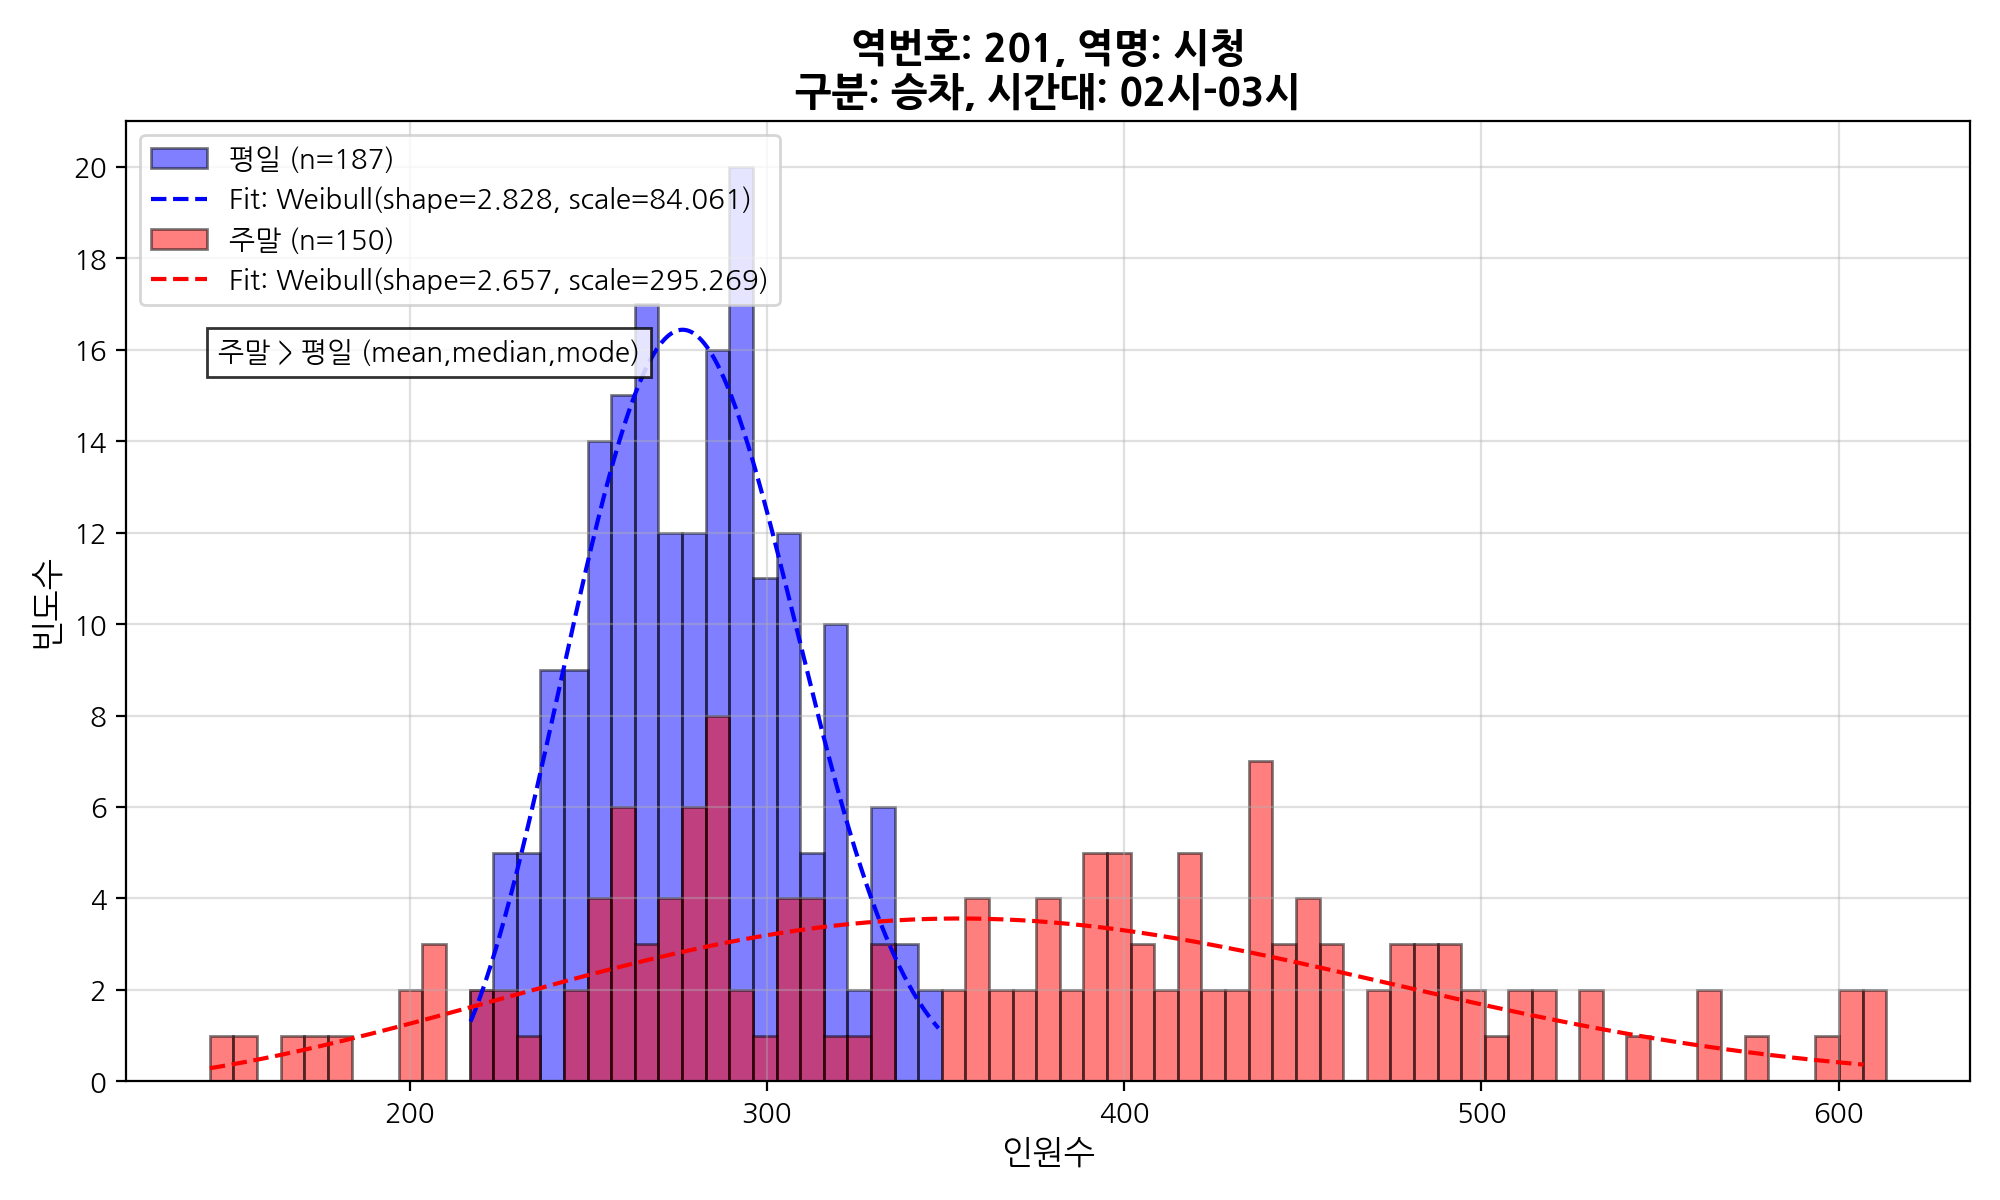 역번호: 201, 역명: 시청
구분: 승차, 시간대: 02시-03시
평일 (n=187)
Fit: Weibull(shape=2.828, scale=84.061)
주말 (n=150)
Fit: Weibull(shape=2.657, scale=295.269)
주말 > 평일 (mean,median,mode)
빈도수
20
18
16
14
12
10
8
6
4
2
0
200 300 400 500 600
인원수